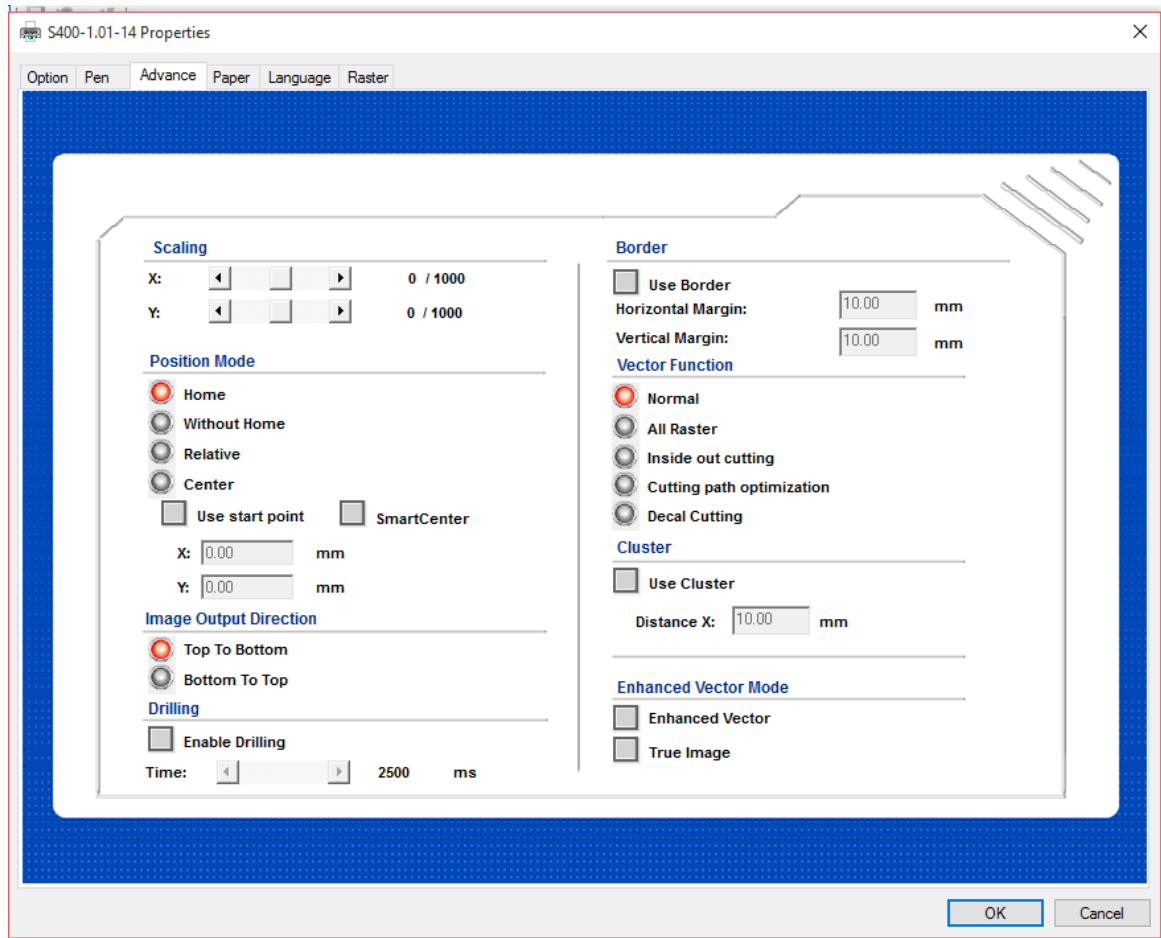 S400-1.01-14 Properties
Option Pen Advance Paper Language Raster
Scaling
X: 0 / 1000
Y: 0 / 1000
Position Mode
Home
Without Home
Relative
Center
Use start point SmartCenter
X: 0.00 mm
Y: 0.00 mm
Image Output Direction
Top To Bottom
Bottom To Top
Drilling
Enable Drilling
Time: 2500 ms
Border
Use Border
Horizontal Margin: 10.00 mm
Vertical Margin: 10.00 mm
Vector Function
Normal
All Raster
Inside out cutting
Cutting path optimization
Decal Cutting
Cluster
Use Cluster
Distance X: 10.00 mm
Enhanced Vector Mode
Enhanced Vector
True Image
OK Cancel